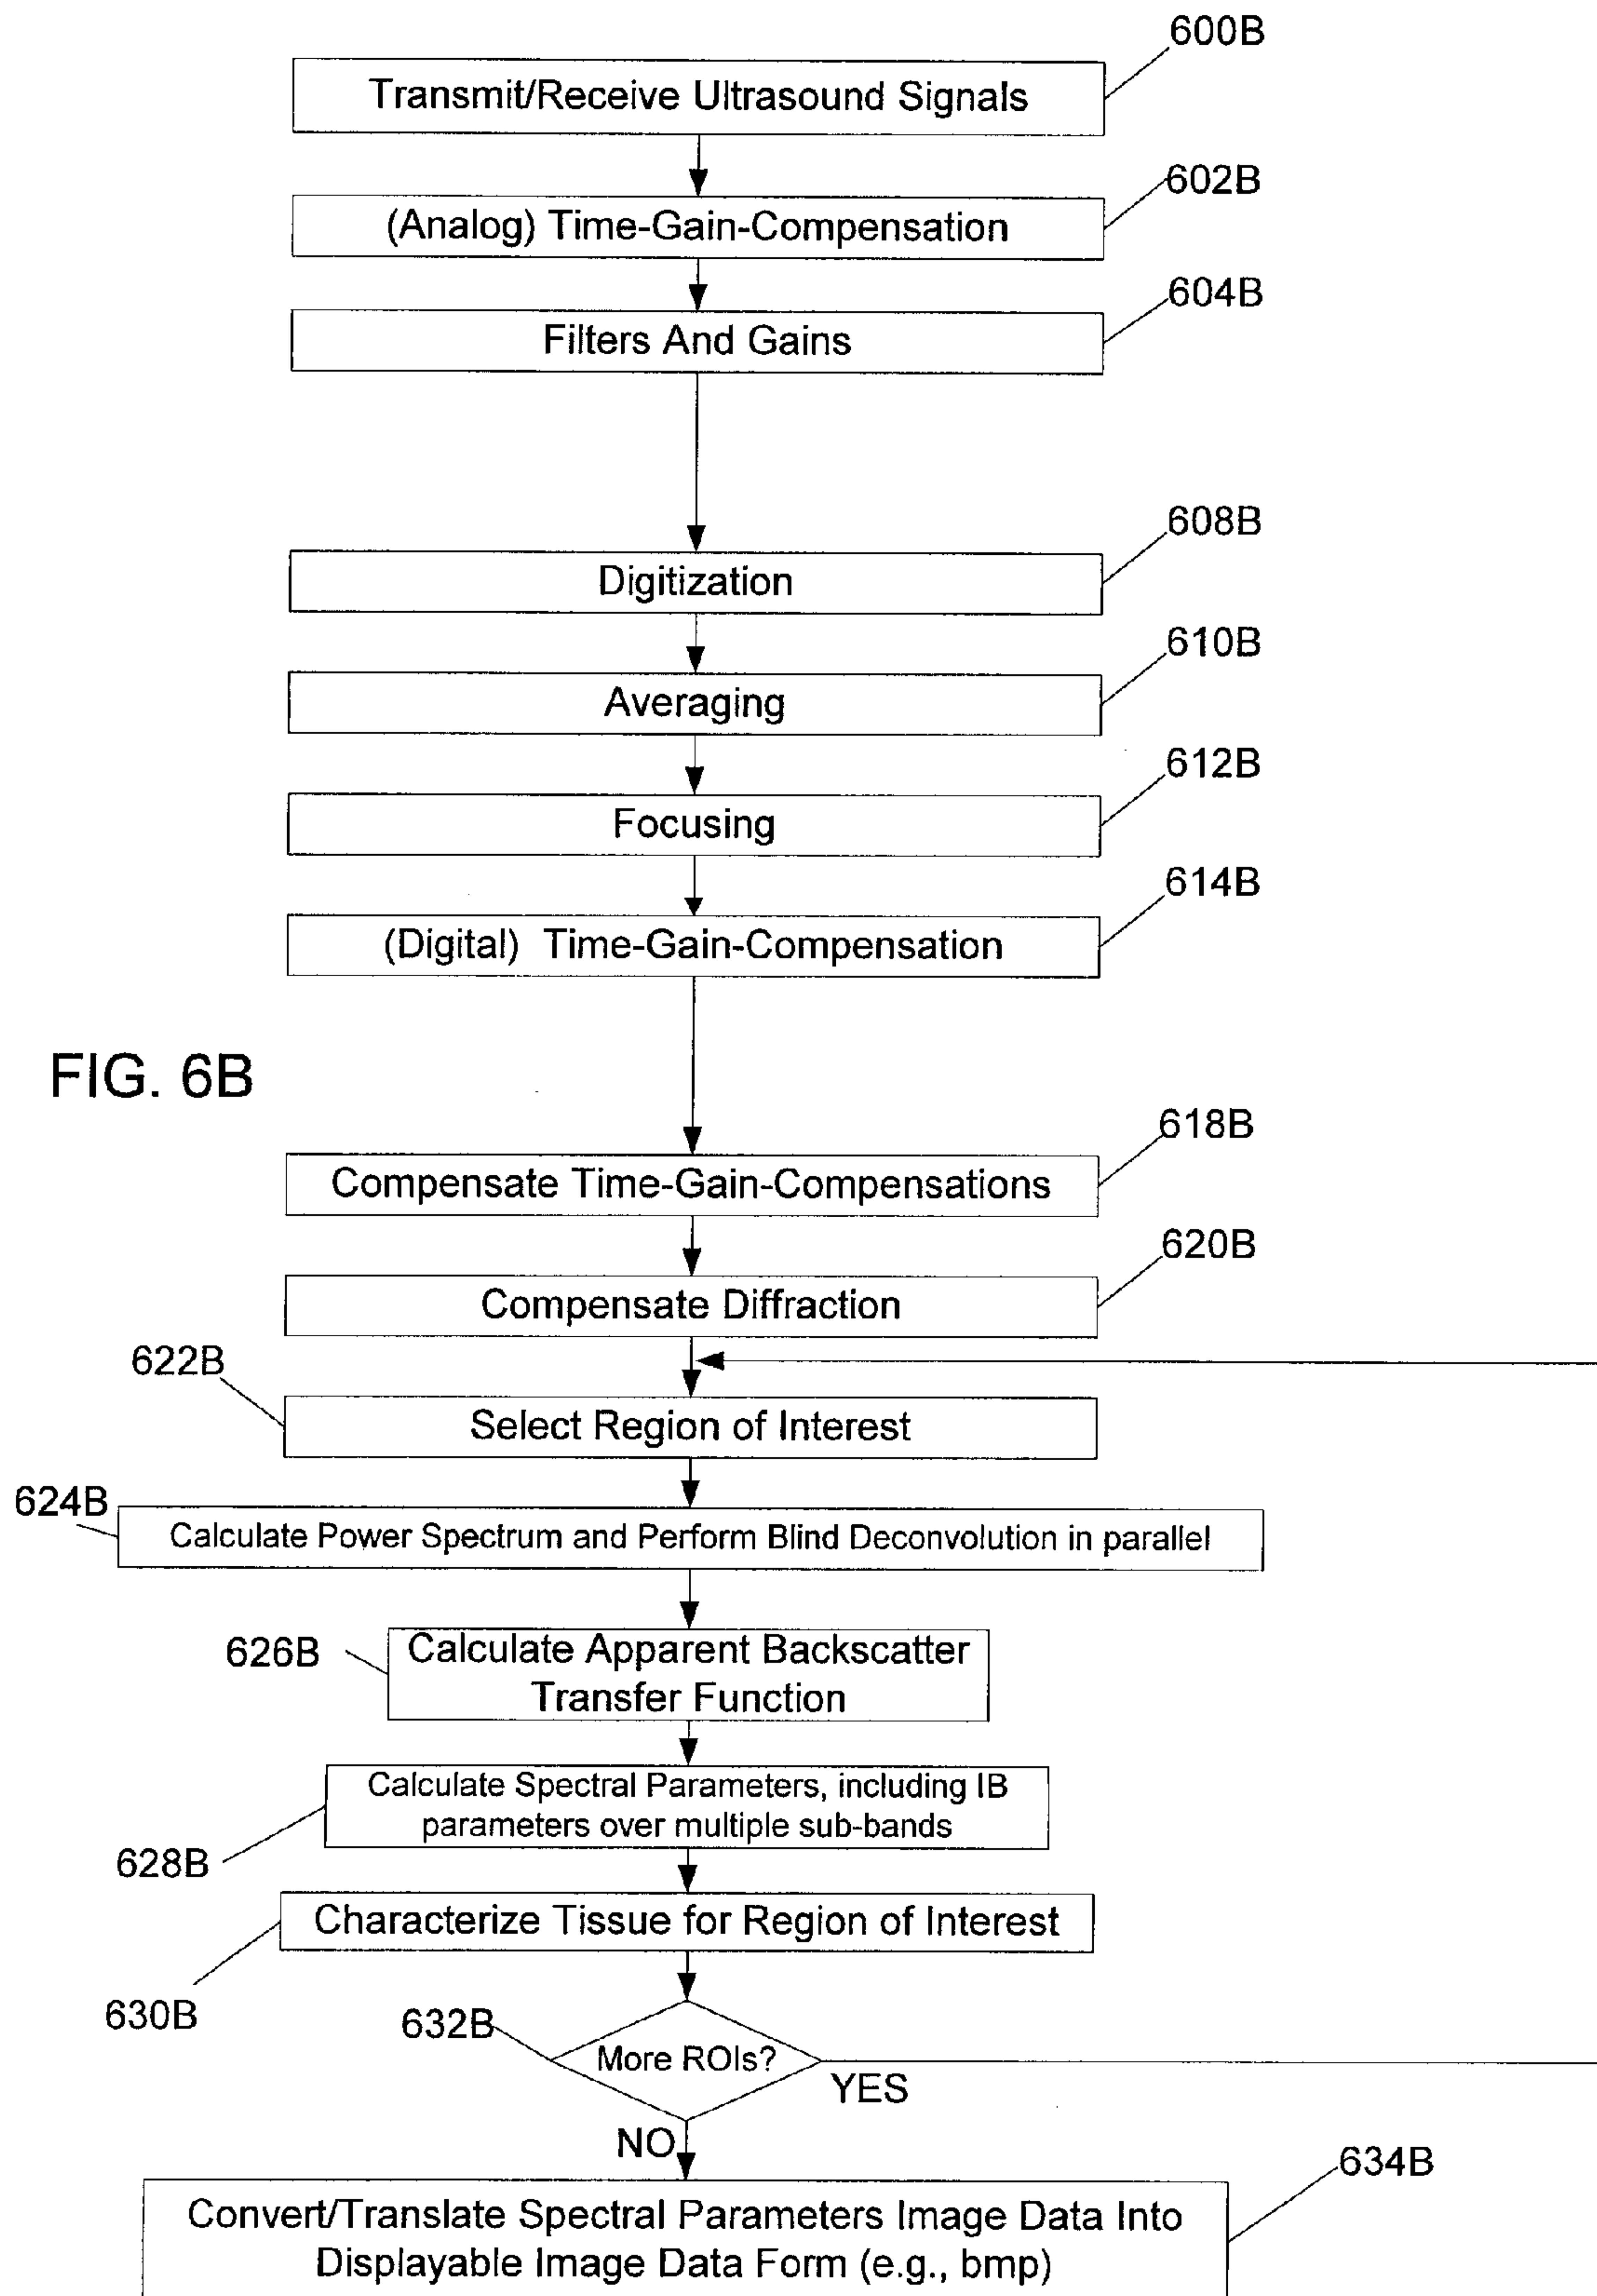 600B
Transmit/Receive Ultrasound Signals
602B
(Analog) Time-Gain-Compensation
604B
Filters And Gains
608B
Digitization
610B
Averaging
612B
Focusing
614B
(Digital) Time-Gain-Compensation
FIG. 6B
618B
Compensate Time-Gain-Compensations
620B
Compensate Diffraction
622B
Select Region of Interest
624B
Calculate Power Spectrum and Perform Blind Deconvolution in parallel
626B
Calculate Apparent Backscatter
Transfer Function
Calculate Spectral Parameters, including IB
parameters over multiple sub-bands
628B
Characterize Tissue for Region of Interest
630B
632B
More ROIs?
YES
NO
634B
Convert/Translate Spectral Parameters Image Data Into
Displayable Image Data Form (e.g., bmp)